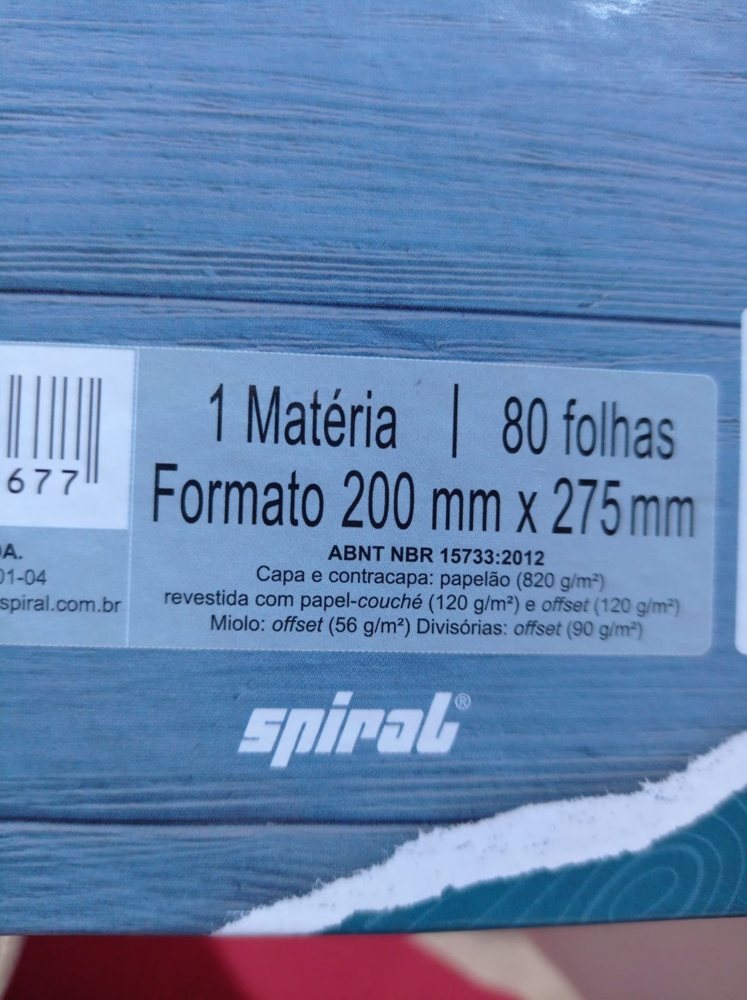 1 Matéria | 80 folhas
Formato 200 mm x 275 mm
ABNT NBR 15733:2012
Capa e contracapa: papelão (820 g/m²)
revestida com papel-couché (120 g/m²) e offset (120 g/m²)
Miolo: offset (56 g/m²) Divisórias: offset (90 g/m²)
677
A.
01-04
spiral.com.br
spiral®